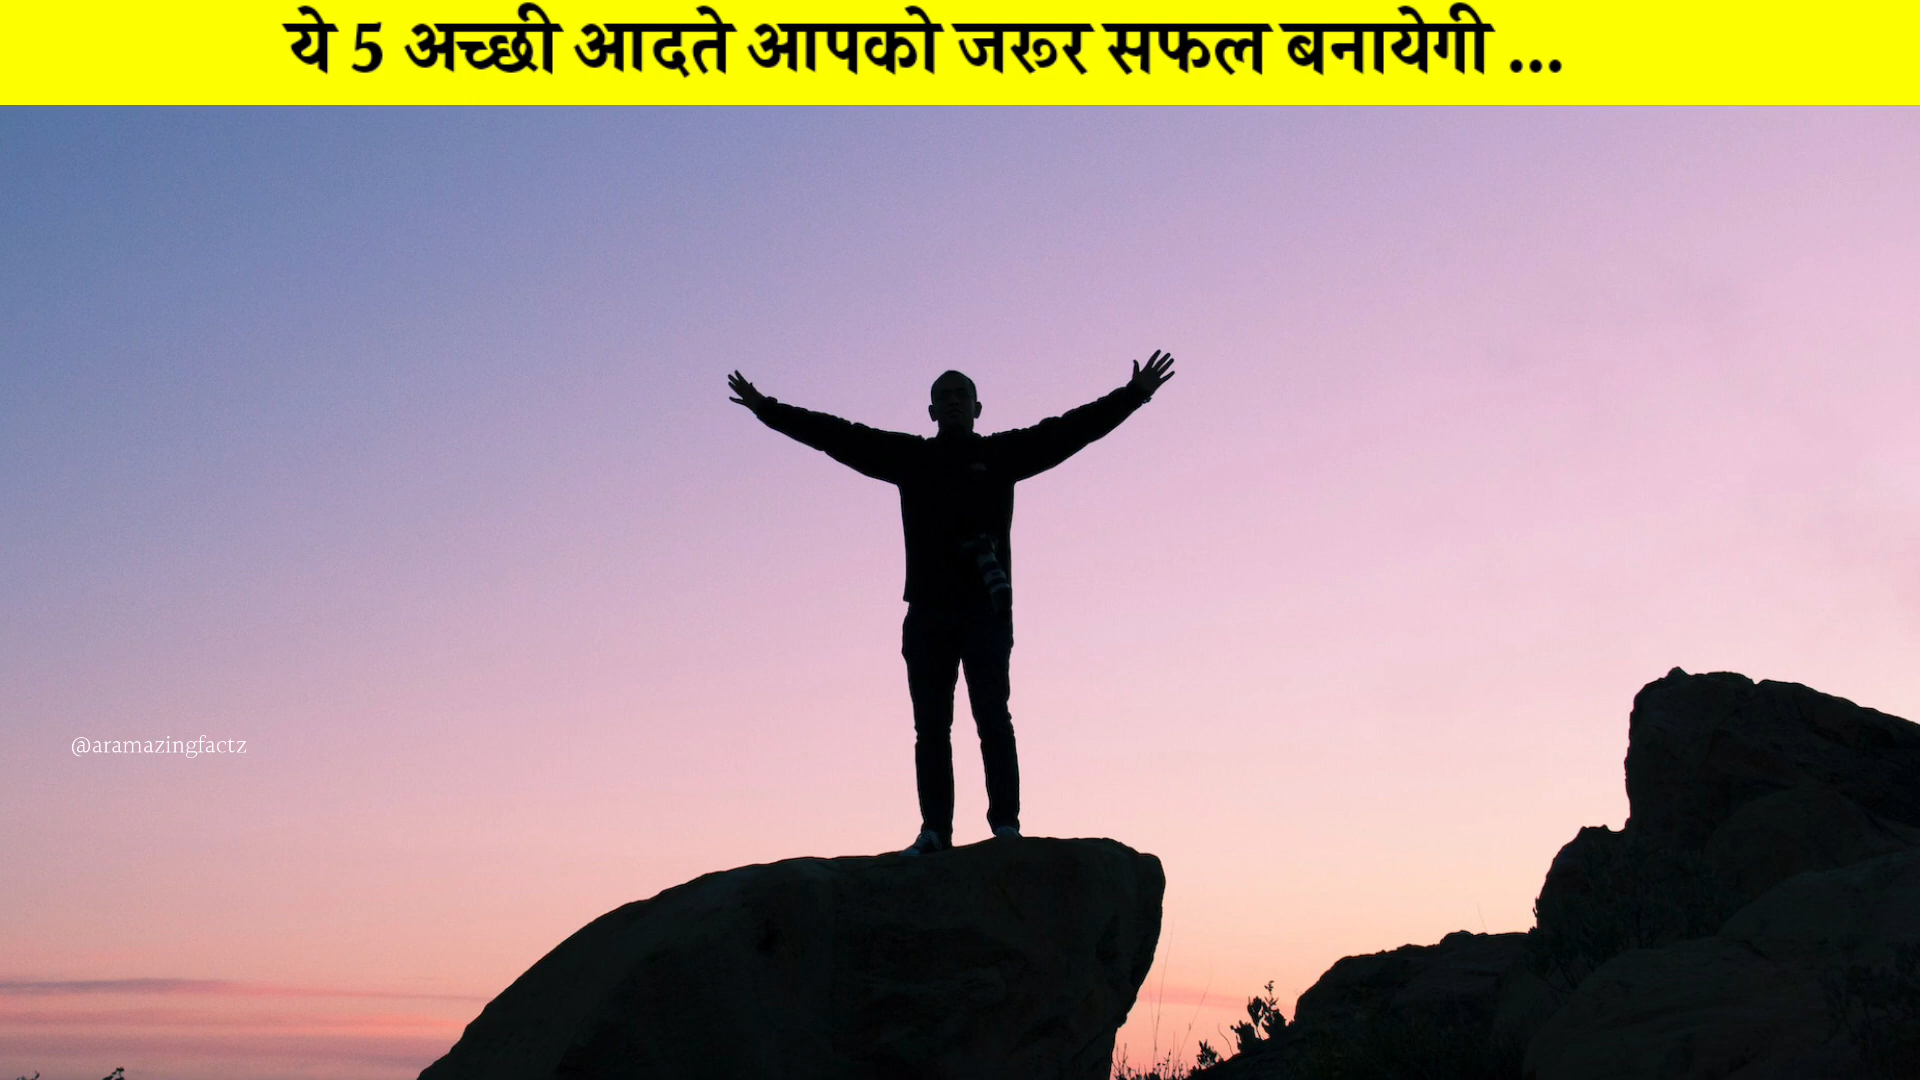 ये 5 अच्छी आदते आपको जरूर सफल बनायेगी ...
@aramazingfactz